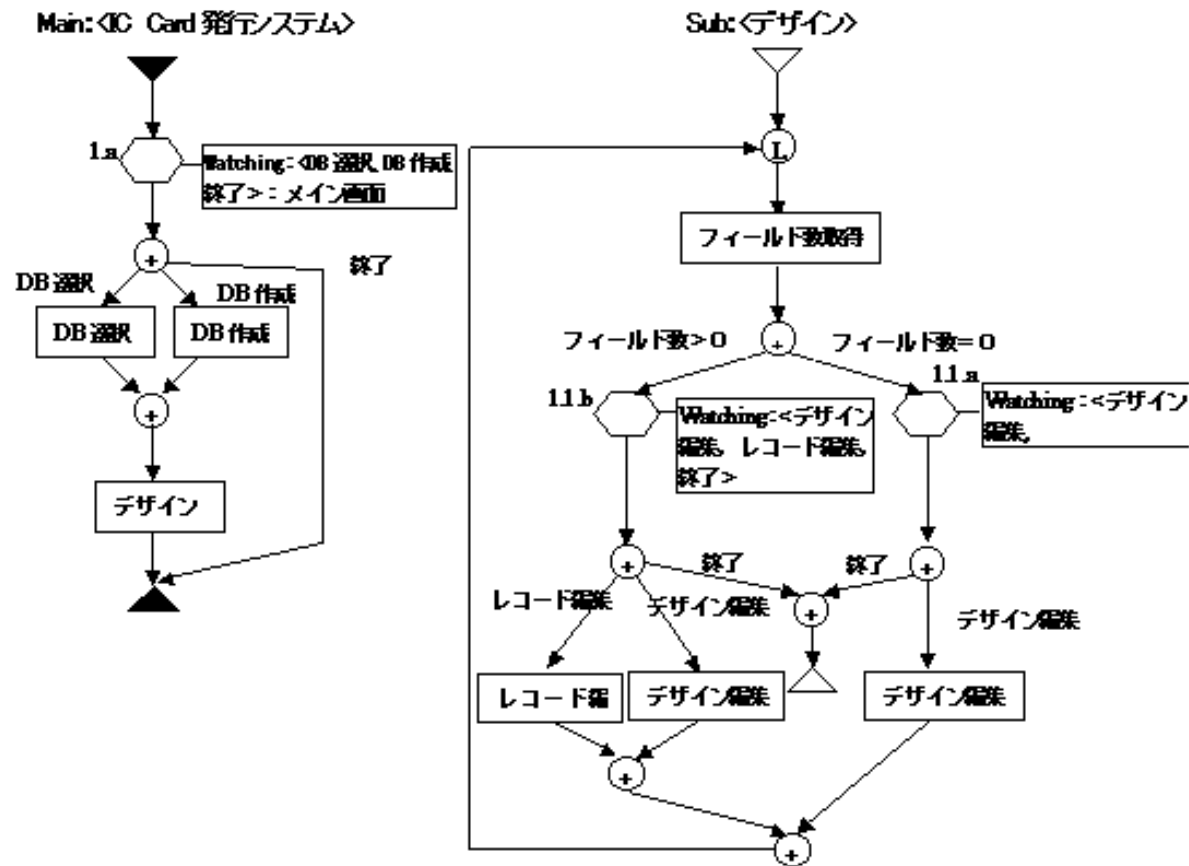 Main:<IC Card 発行システム>
1.a
Watching:<DB 選択, DB 作成,
終了>:メイン画面
+
終了
DB 選択
DB 作成
DB 選択
DB 作成
+
デザイン
Sub:<デザイン>
L
フィールド数取得
+
フィールド数>0
フィールド数=0
1.1.b
Watching:<デザイン
編集, レコード編集,
終了>
1.1.a
Watching:<デザイン
編集,
+
終了
終了
+
レコード編集
デザイン編集
+
デザイン編集
レコード編
デザイン編集
デザイン編集
+
+